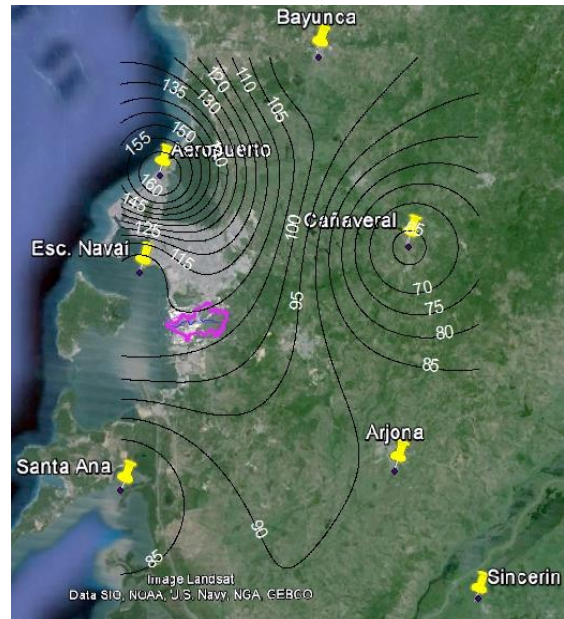 Bayunca
120
110
135
130
105
155
150
Aeropuerto
160
145
125
115
100
Cañaveral
65
Esc. Naval
70
75
80
85
95
Arjona
Santa Ana
90
85
Sincerin
Image Landsat
Data SIO, NOAA, U.S. Navy, NGA, GEBCO